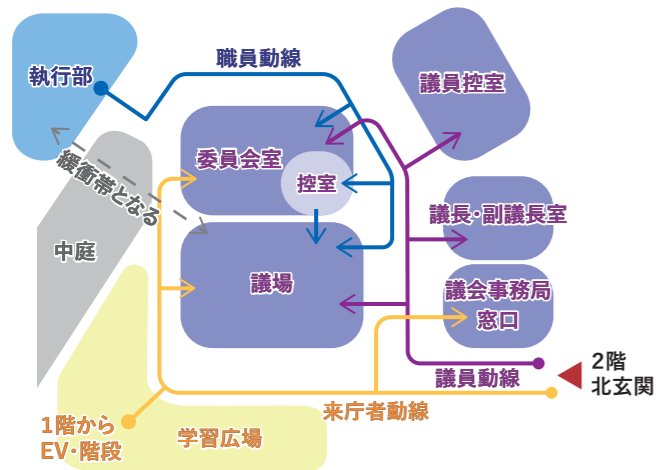 職員動線
執行部
議員控室
委員会室
控室
緩衝帯となる
議長・副議長室
中庭
議場
議会事務局
窓口
2階
北玄関
議員動線
来庁者動線
1階から
EV・階段
学習広場